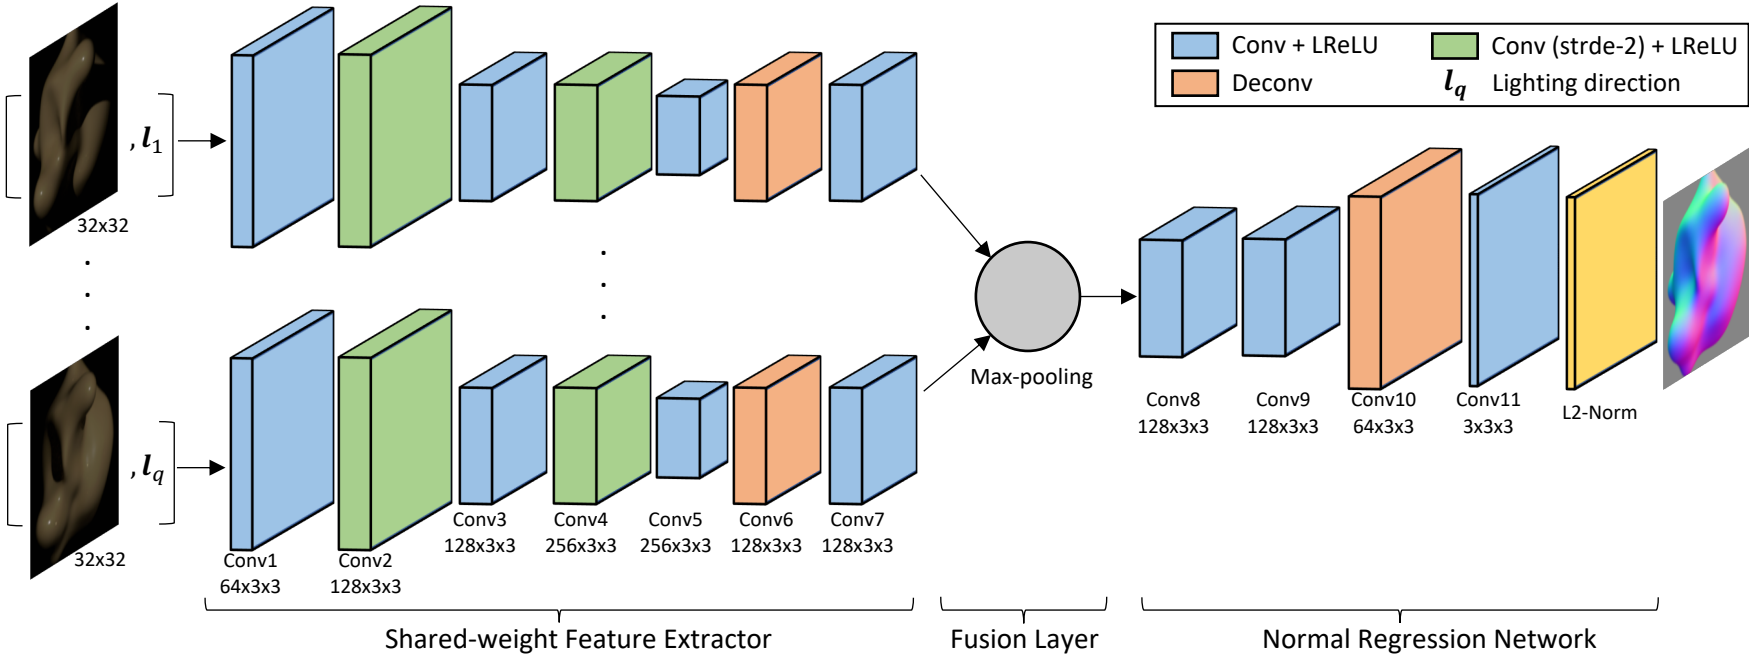 Conv + LReLU
Conv (strde-2) + LReLU
Deconv
l_q Lighting direction
, l_1
32x32
, l_q
32x32
Conv1
64x3x3
Conv2
128x3x3
Conv3
128x3x3
Conv4
256x3x3
Conv5
256x3x3
Conv6
128x3x3
Conv7
128x3x3
Max-pooling
Conv8
128x3x3
Conv9
128x3x3
Conv10
64x3x3
Conv11
3x3x3
L2-Norm
Shared-weight Feature Extractor
Fusion Layer
Normal Regression Network